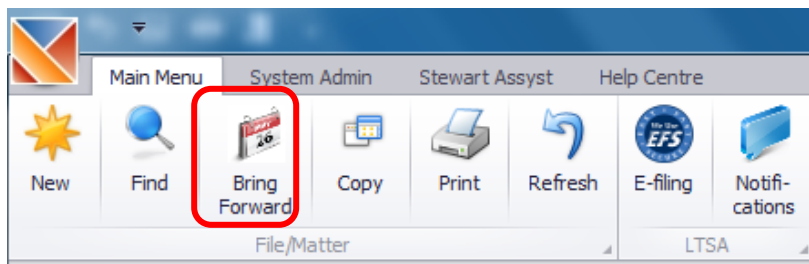 Main Menu System Admin Stewart Assyst Help Centre
26
EFS
New Find Bring Forward Copy Print Refresh E-filing Notifi-cations
File/Matter LTSA